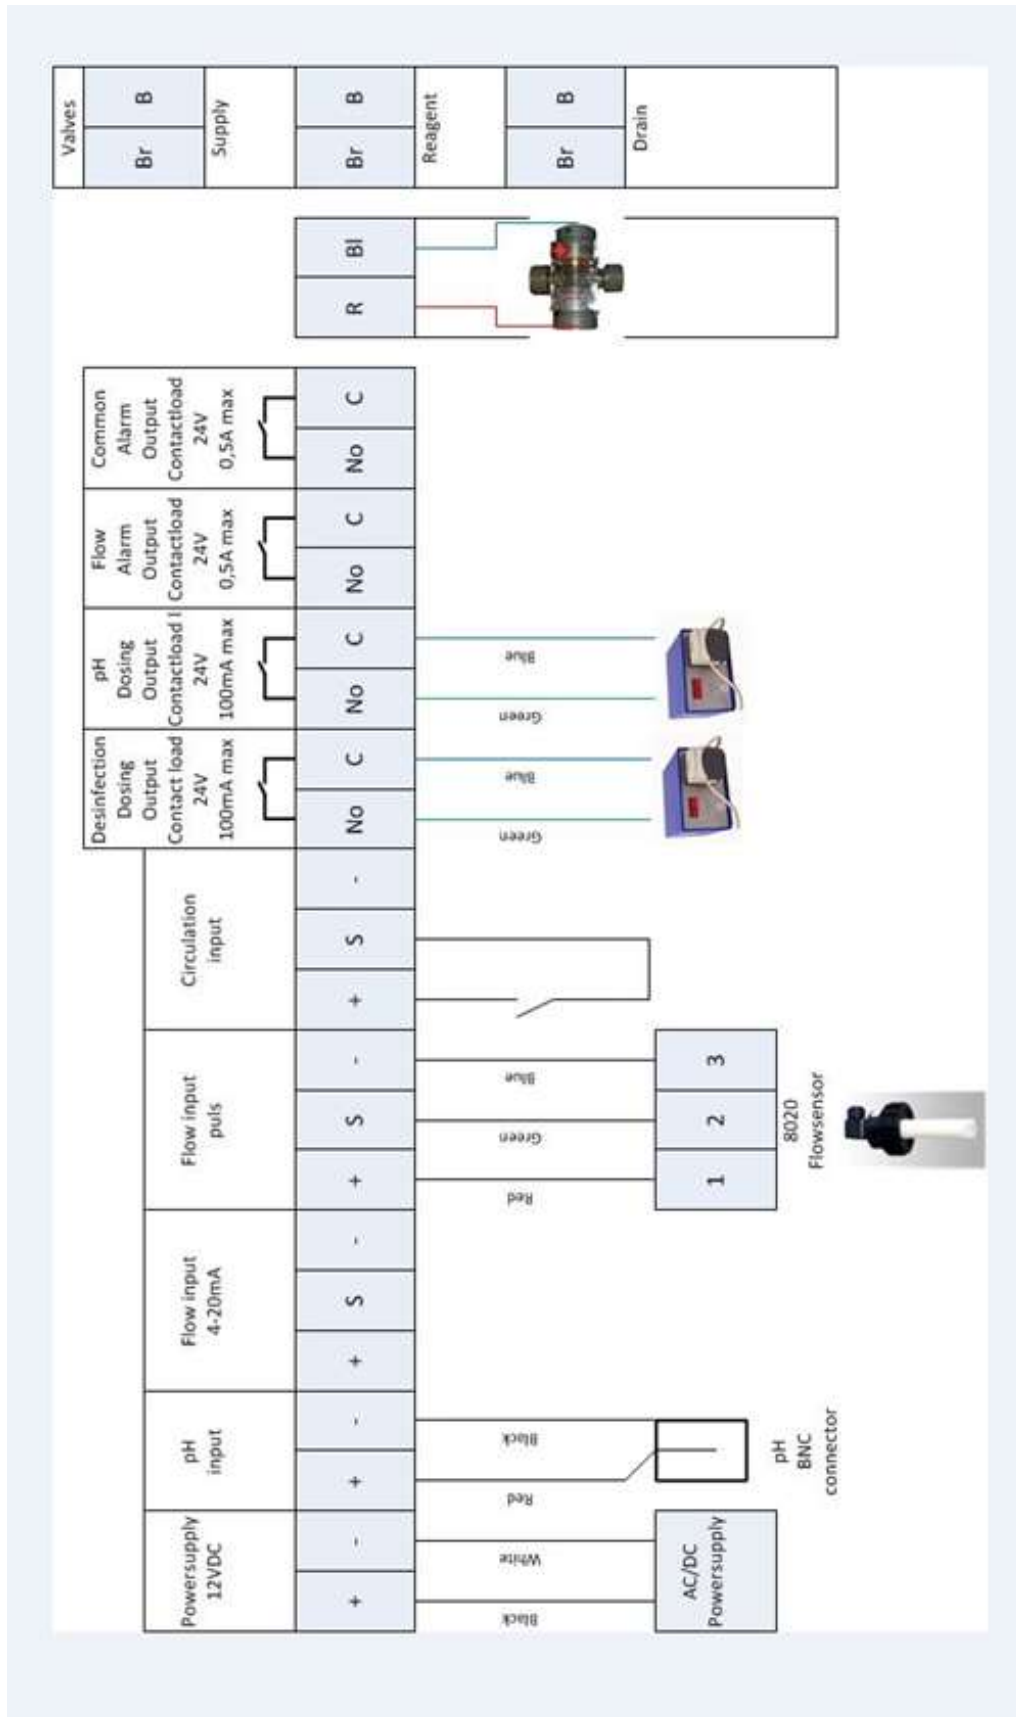 Powersupply
12VDC
pH
input
Flow input
4-20mA
Flow input
puls
Circulation
input
Desinfection
Dosing
Output
Contact load
24V
100mA max
pH
Dosing
Output
Contactload
24V
100mA max
Flow
Alarm
Output
Contactload
24V
0,5A max
Common
Alarm
Output
Contactload
24V
0,5A max
Valves
Br B
Supply
+ - + - + S - + S - + S - No C No C No C No C R Bl Br B
Reagent
Br B
Drain
Black
White
Red
Black
Red
Green
Blue
Green
Blue
Green
Blue
AC/DC
Powersupply
pH
BNC
connector
1 2 3
8020
Flowsensor